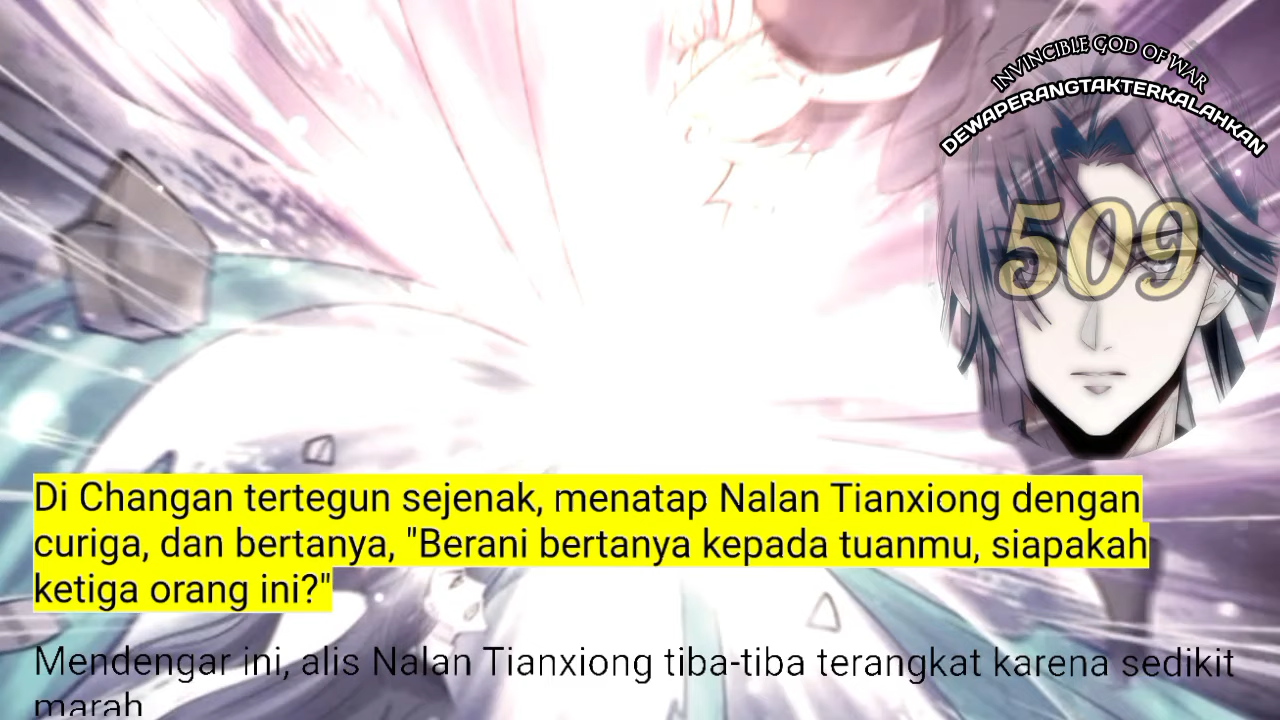 INVINCIBLE GOD OF WAR
DEWAPERANGTAKTERKALAHKAN
509
Di Changan tertegun sejenak, menatap Nalan Tianxiong dengan
curiga, dan bertanya, "Berani bertanya kepada tuanmu, siapakah
ketiga orang ini?"
Mendengar ini, alis Nalan Tianxiong tiba-tiba terangkat karena sedikit
marah